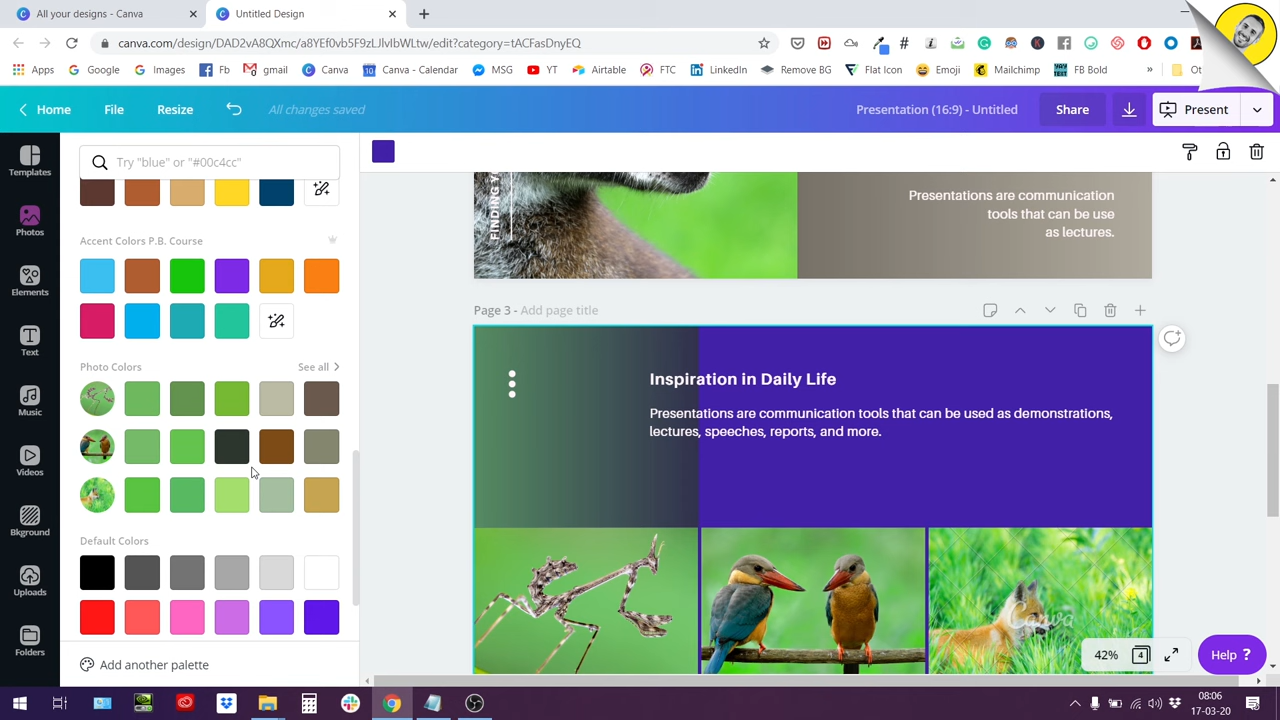 All your designs - Canva
Untitled Design
canva.com/design/DAD2vA8QXmc/a8YEf0vb5F9zLJlvIbWLtw/edit?category=tACFasDnyEQ
Apps
Google
Images
Fb
gmail
Canva
Canva - Calendar
MSG
YT
Airtable
FTC
LinkedIn
Remove BG
Flat Icon
Emoji
Mailchimp
FB Bold
»
Home
File
Resize
All changes saved
Presentation (16:9) - Untitled
Share
Present
Templates
Photos
Elements
Text
Music
Videos
Bkground
Uploads
Folders
Try "blue" or "#00c4cc"
Accent Colors P.B. Course
Photo Colors
See all
Default Colors
Add another palette
Presentations are communication
tools that can be use
as lectures.
Page 3 - Add page title
Inspiration in Daily Life
Presentations are communication tools that can be used as demonstrations,
lectures, speeches, reports, and more.
Canva
42%
4
Help ?
08:06
17-03-20